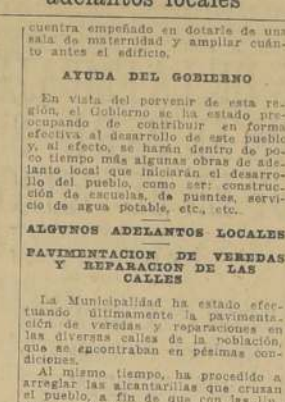 adelantos locales
cuentra empeñado en dotarle de una
sala de maternidad y ampliar cuán-
to antes el edificio.
AYUDA DEL GOBIERNO
En vista del porvenir de esta re-
gión, el Gobierno se ha estado pre-
ocupando de contribuir en forma
efectiva al desarrollo de este pueblo
y, al efecto, se harán dentro de po-
co tiempo más algunas obras de ade-
lanto local que iniciarán el desarro-
llo del pueblo, como ser: construc-
ción de escuelas, de puentes, servi-
cio de agua potable, etc., etc.
ALGUNOS ADELANTOS LOCALES
PAVIMENTACION DE VEREDAS
Y REPARACION DE LAS
CALLES
La Municipalidad ha estado efec-
tuando últimamente la pavimenta-
ción de veredas y reparaciones en
las diversas calles de la población,
que se encontraban en pésimas con-
diciones.
Al mismo tiempo, ha procedido a
arreglar las alcantarillas que cruzan
el pueblo, a fin de que con las